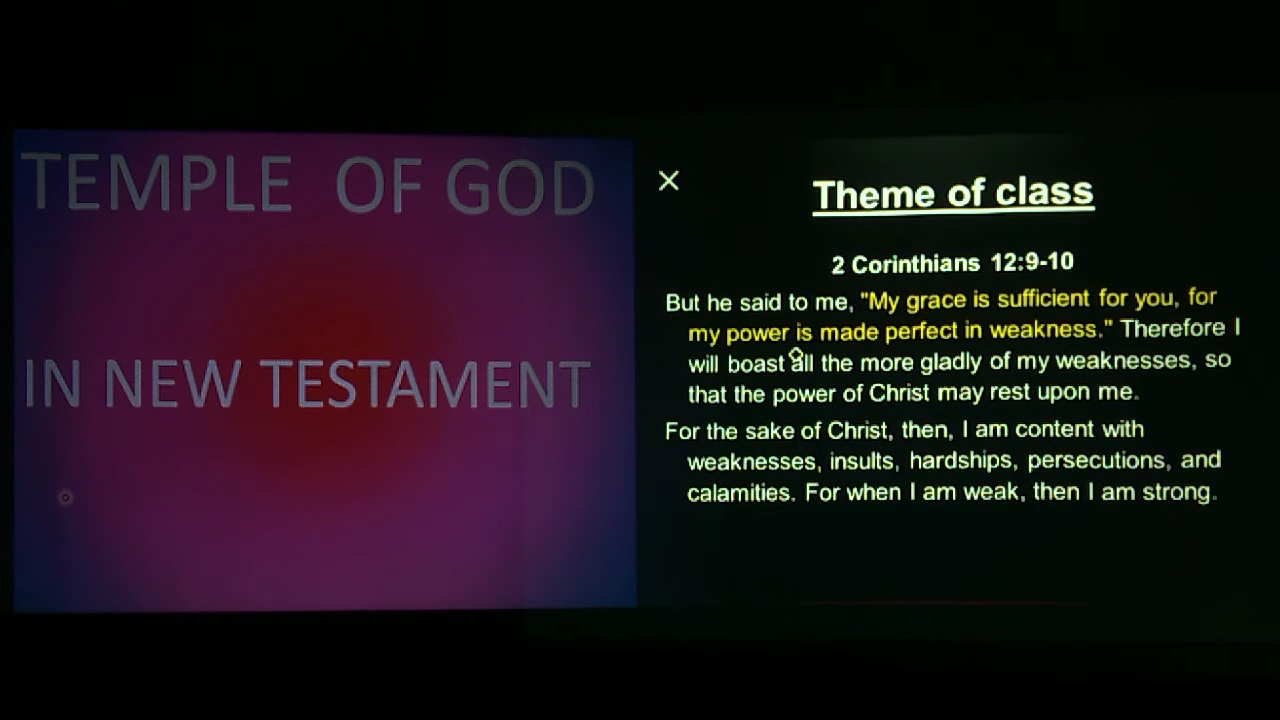 TEMPLE OF GOD
IN NEW TESTAMENT
Theme of class
2 Corinthians 12:9-10
But he said to me, "My grace is sufficient for you, for
my power is made perfect in weakness." Therefore I
will boast all the more gladly of my weaknesses, so
that the power of Christ may rest upon me.
For the sake of Christ, then, I am content with
weaknesses, insults, hardships, persecutions, and
calamities. For when I am weak, then I am strong.